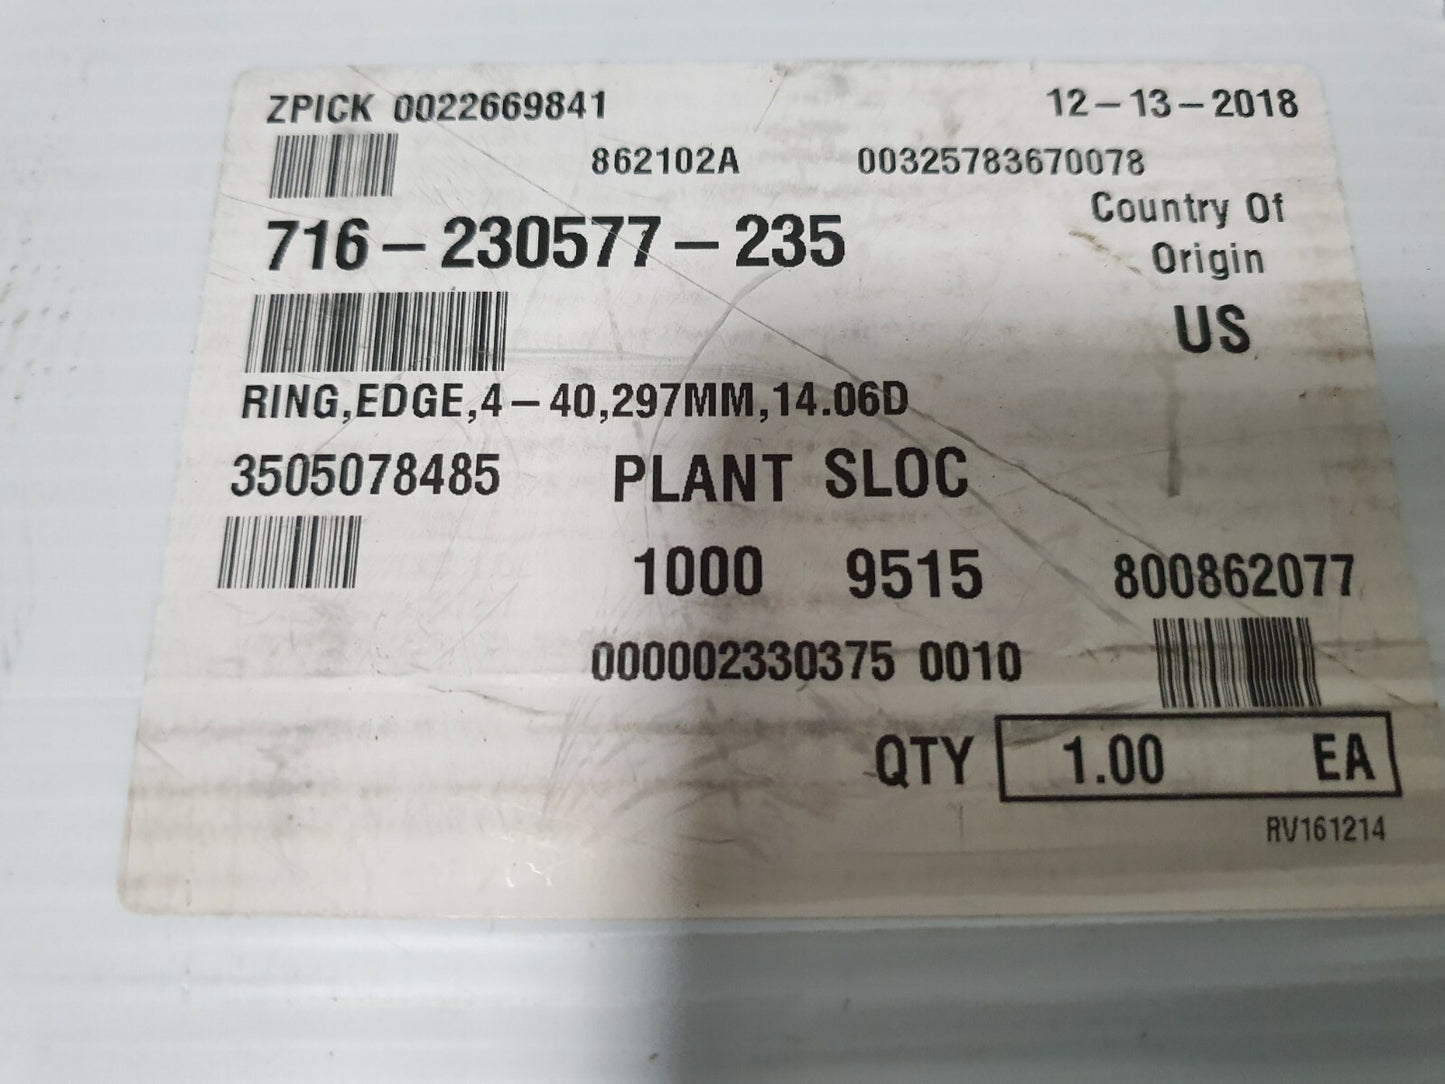 ZPICK 0022669841 12-13-2018
862102A 00325783670078
716-230577-235
Country Of
Origin
US
RING,EDGE,4-40,297MM,14.06D
3505078485 PLANT SLOC
1000 9515 800862077
000002330375 0010
QTY 1.00 EA
RV161214